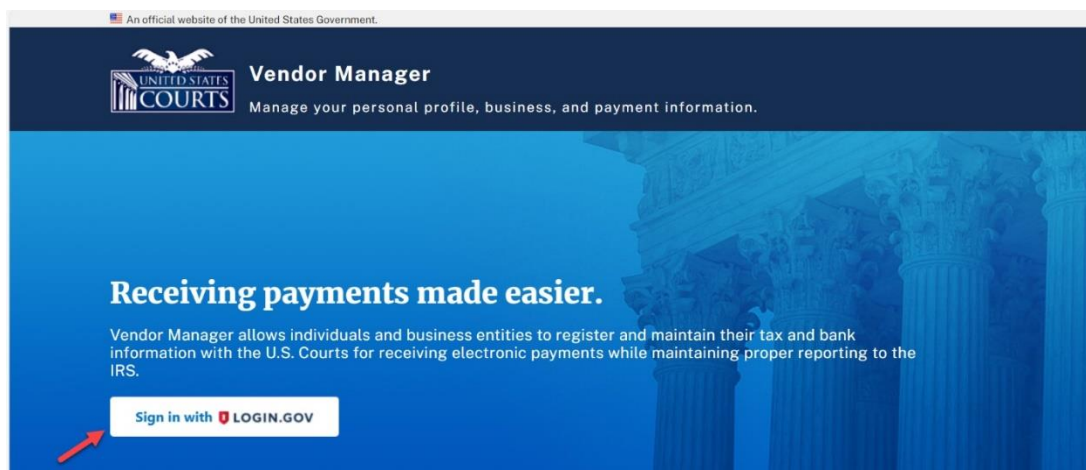 An official website of the United States Government.
UNITED STATES
COURTS
Vendor Manager
Manage your personal profile, business, and payment information.
Receiving payments made easier.
Vendor Manager allows individuals and business entities to register and maintain their tax and bank
information with the U.S. Courts for receiving electronic payments while maintaining proper reporting to the
IRS.
Sign in with LOGIN.GOV